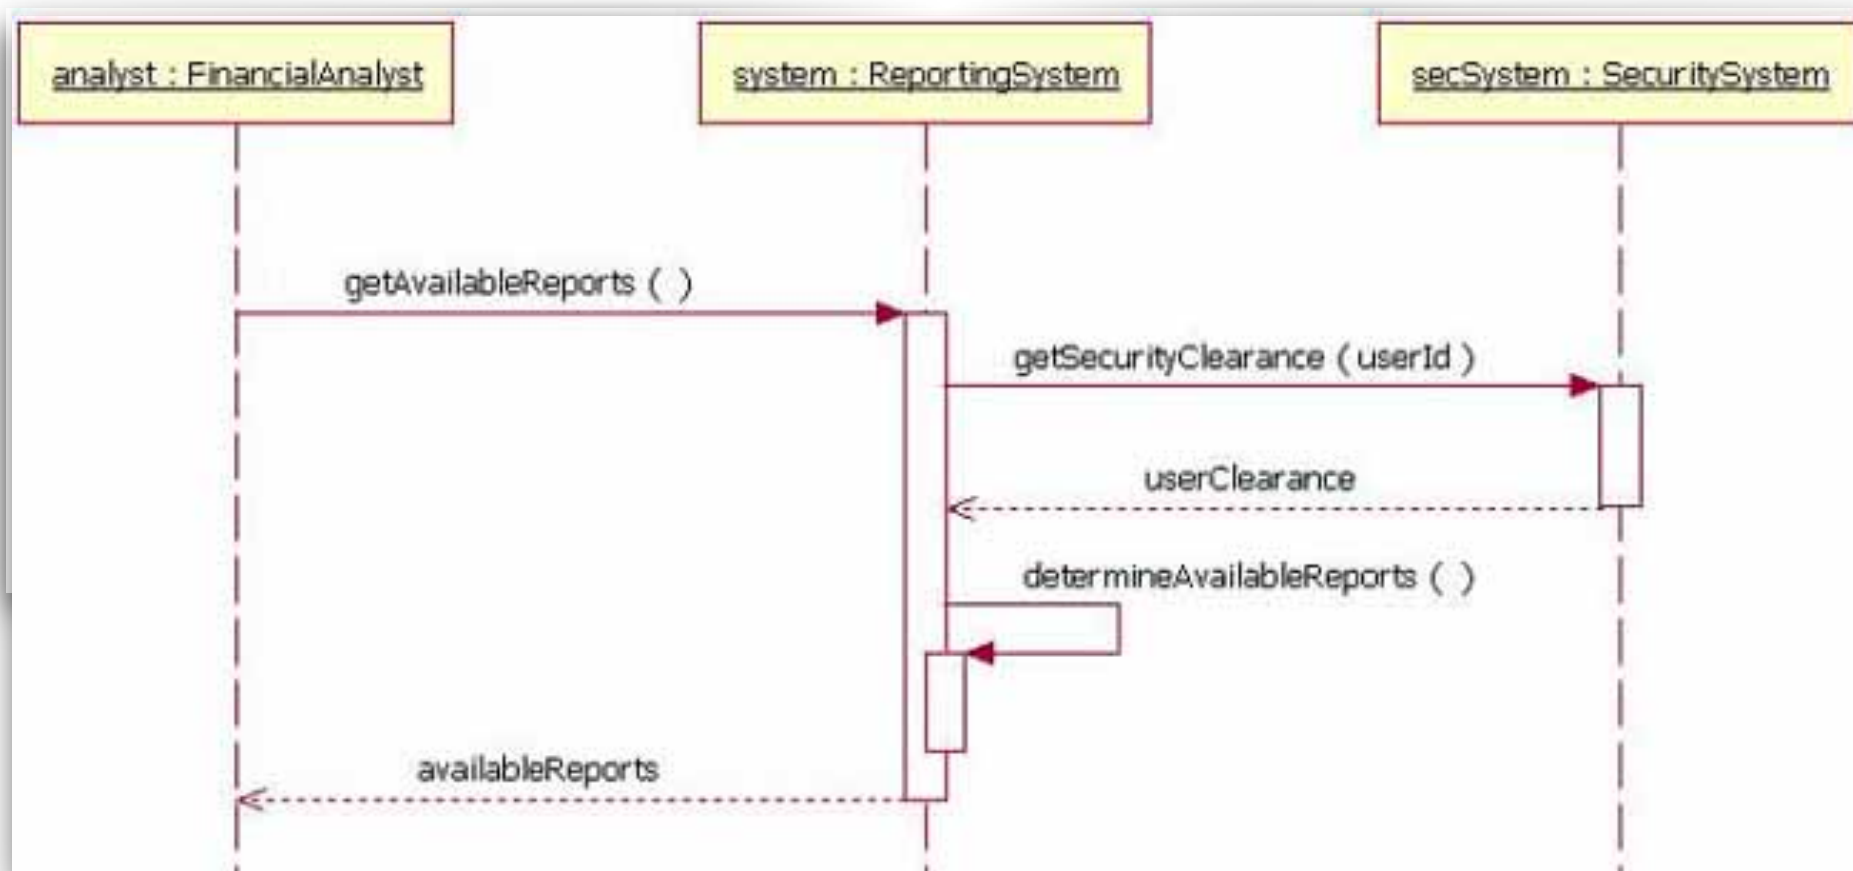 analyst : FinancialAnalyst
system : ReportingSystem
secSystem : SecuritySystem
getAvailableReports ( )
getSecurityClearance ( userId )
userClearance
determineAvailableReports ( )
availableReports